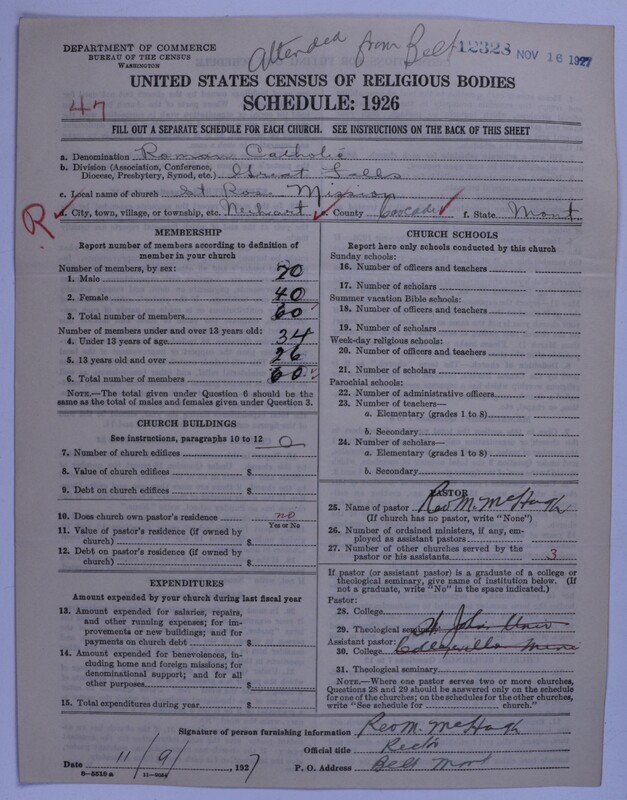 Attended from Belt
12323 NOV 16 1927
DEPARTMENT OF COMMERCE
BUREAU OF THE CENSUS
WASHINGTON
UNITED STATES CENSUS OF RELIGIOUS BODIES
SCHEDULE: 1926
47
FILL OUT A SEPARATE SCHEDULE FOR EACH CHURCH. SEE INSTRUCTIONS ON THE BACK OF THIS SHEET
a. Denomination Roman Catholic
b. Division (Association, Conference, Diocese, Presbytery, Synod, etc.) Great Falls
c. Local name of church St Rose Mission
R
d. City, town, village, or township, etc. Neihart e. County Cascade f. State Mont
MEMBERSHIP
Report number of members according to definition of
member in your church
Number of members, by sex:
1. Male 20
2. Female 40
3. Total number of members 60
Number of members under and over 13 years old:
4. Under 13 years of age 34
5. 13 years old and over 26
6. Total number of members 60
NOTE.—The total given under Question 6 should be
same as the total of males and females given under Question 3.
CHURCH BUILDINGS
See instructions, paragraphs 10 to 12
7. Number of church edifices 0
8. Value of church edifices $
9. Debt on church edifices $
10. Does church own pastor's residence no
Yes or No
11. Value of pastor's residence (if owned by
church) $
12. Debt on pastor's residence (if owned by
church) $
EXPENDITURES
Amount expended by your church during last fiscal year
13. Amount expended for salaries, repairs,
and other running expenses; for im-
provements or new buildings; and for
payments on church debt $
14. Amount expended for benevolences, in-
cluding home and foreign missions; for
denominational support; and for all
other purposes $
15. Total expenditures during year $
CHURCH SCHOOLS
Report here only schools conducted by this church
Sunday schools:
16. Number of officers and teachers
17. Number of scholars
Summer vacation Bible schools:
18. Number of officers and teachers
19. Number of scholars
Week-day religious schools:
20. Number of officers and teachers
21. Number of scholars
Parochial schools:
22. Number of administrative officers
23. Number of teachers—
a. Elementary (grades 1 to 8)
b. Secondary
24. Number of scholars—
a. Elementary (grades 1 to 8)
b. Secondary
PASTOR
25. Name of pastor Rev M. McHugh
(If church has no pastor, write "None")
26. Number of ordained ministers, if any, em-
ployed as assistant pastors
27. Number of other churches served by the
pastor or his assistants 3
If pastor (or assistant pastor) is a graduate of a college or
theological seminary, give name of institution below. (If
not a graduate, write "No" in the space indicated.)
Pastor:
28. College
29. Theological seminary St John Univ
Assistant pastor:
30. College Collegeville Minn
31. Theological seminary
NOTE.—Where one pastor serves two or more churches,
Questions 28 and 29 should be answered only on the schedule
for one of the churches; on the schedules for the other churches,
write "See schedule for church."
Signature of person furnishing information Rev M. McHugh
Official title Rector
Date 11/9/, 1927 P. O. Address Belt Mont